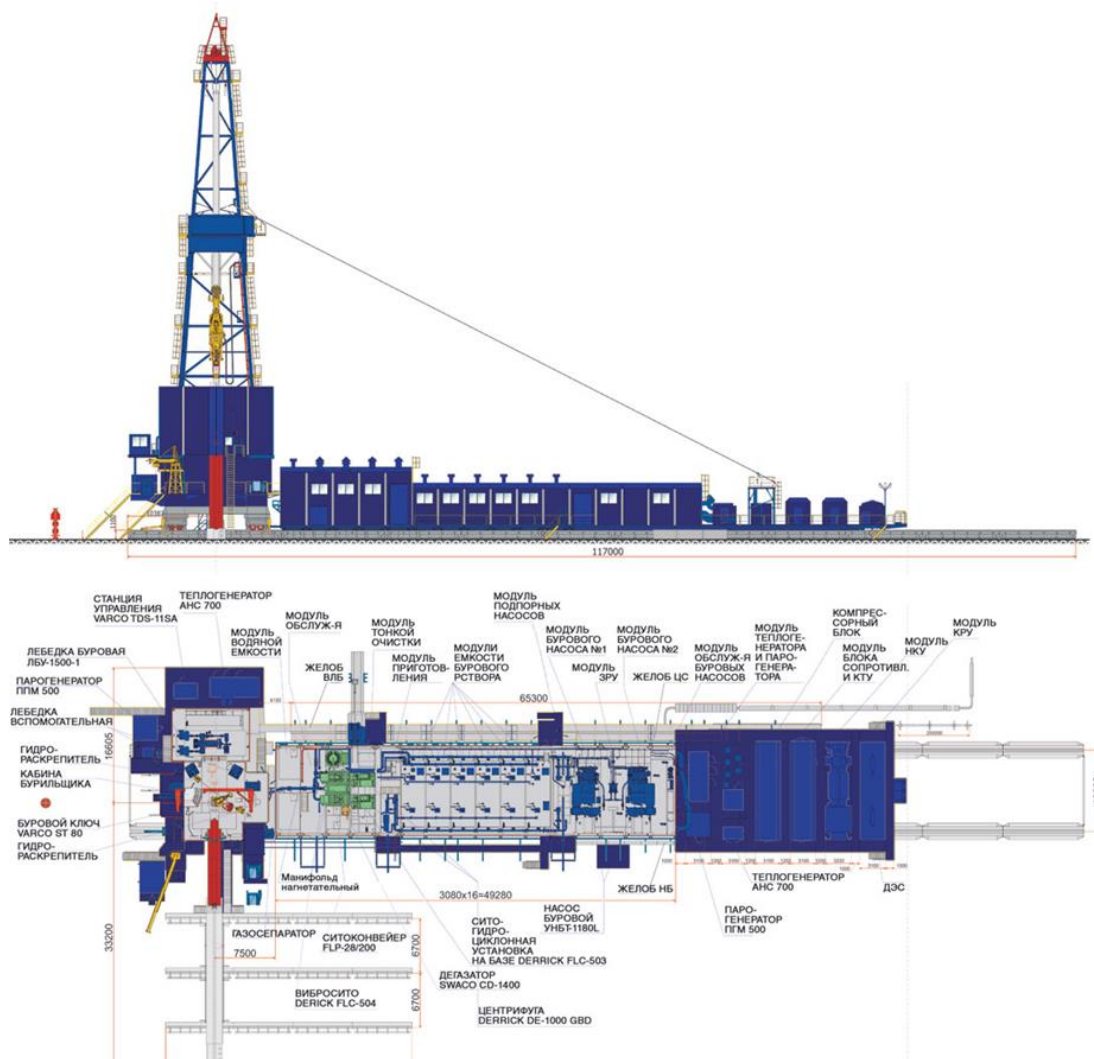 117000
СТАНЦИЯ
УПРАВЛЕНИЯ
VARCO TDS-11SA
ТЕПЛОГЕНЕРАТОР
АНС 700
МОДУЛЬ
ВОДЯНОЙ
ЕМКОСТИ
МОДУЛЬ
ОБСЛУЖ-Я
ЖЕЛОБ
ВЛБ
МОДУЛЬ
ТОНКОЙ
ОЧИСТКИ
МОДУЛЬ
ПРИГОТОВ-
ЛЕНИЯ
МОДУЛИ
ЕМКОСТИ
БУРОВОГО
РСТВОРА
МОДУЛЬ
ПОДПОРНЫХ
НАСОСОВ
МОДУЛЬ
БУРОВОГО
НАСОСА №1
МОДУЛЬ
ЗРУ
МОДУЛЬ
БУРОВОГО
НАСОСА №2
ЖЕЛОБ ЦС
МОДУЛЬ
ОБСЛУЖ-Я
БУРОВЫХ
НАСОСОВ
МОДУЛЬ
ТЕПЛОГЕ-
НЕРАТОРА
И ПАРО-
ГЕНЕРА-
ТОРА
КОМПРЕС-
СОРНЫЙ
БЛОК
МОДУЛЬ
БЛОКА
СОПРОТИВЛ.
И КТУ
МОДУЛЬ
НКУ
МОДУЛЬ
КРУ
ЛЕБЕДКА БУРОВАЯ
ЛБУ-1500-1
ПАРОГЕНЕРАТОР
ППМ 500
ЛЕБЕДКА
ВСПОМОГАТЕЛЬНАЯ
ГИДРО-
РАСКРЕПИТЕЛЬ
КАБИНА
БУРИЛЬЩИКА
БУРОВОЙ КЛЮЧ
VARCO ST 80
ГИДРО-
РАСКРЕПИТЕЛЬ
65300
16605
33200
Манифольд
нагнетательный
3080x16=49280
7500
ГАЗОСЕПАРАТОР
СИТОКОНВЕЙЕР
FLP-28/200
ВИБРОСИТО
DERICK FLC-504
6700
6700
СИТО-
ГИДРО-
ЦИКЛОННАЯ
УСТАНОВКА
НА БАЗЕ DERRICK FLC-503
ДЕГАЗАТОР
SWACO CD-1400
ЦЕНТРИФУГА
DERRICK DE-1000 GBD
НАСОС
БУРОВОЙ
УНБТ-1180L
ЖЕЛОБ НБ
ТЕПЛОГЕНЕРАТОР
АНС 700
ПАРО-
ГЕНЕРАТОР
ПГМ 500
ДЭС